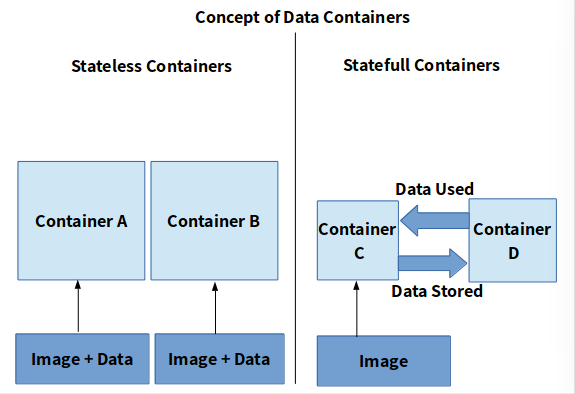 Concept of Data Containers
Stateless Containers
Statefull Containers
Container A
Container B
Image + Data
Image + Data
Data Used
Container
C
Container
D
Data Stored
Image